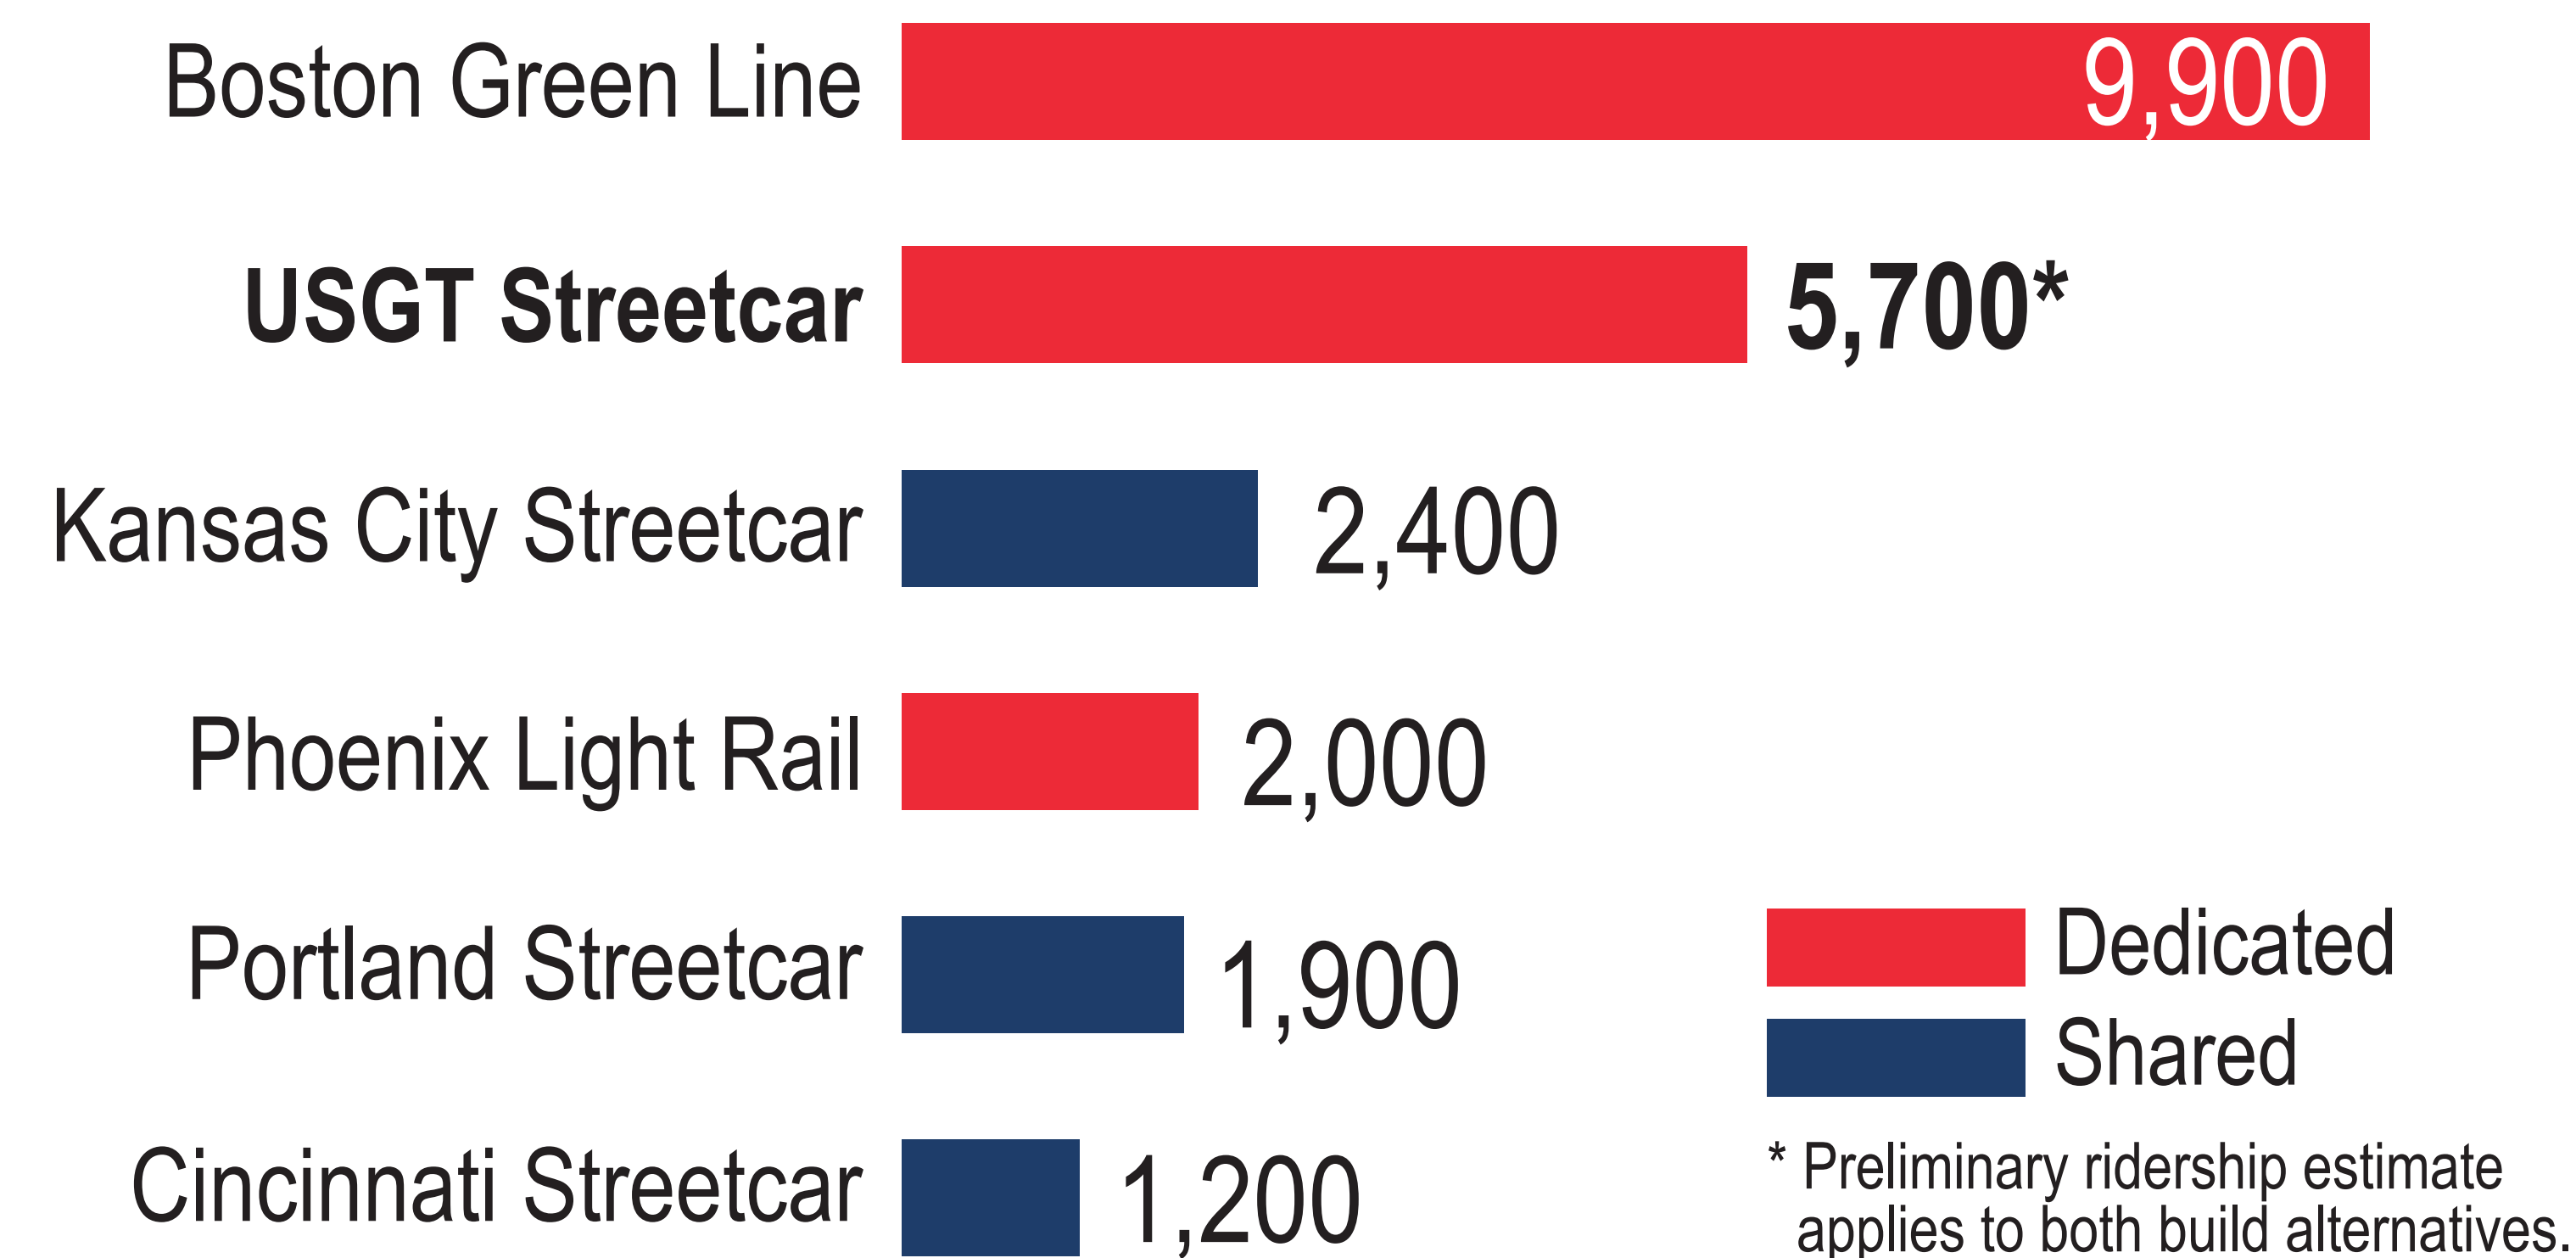 Boston Green Line 9,900
USGT Streetcar 5,700*
Kansas City Streetcar 2,400
Phoenix Light Rail 2,000
Portland Streetcar 1,900
Cincinnati Streetcar 1,200
Dedicated
Shared
* Preliminary ridership estimate
applies to both build alternatives.